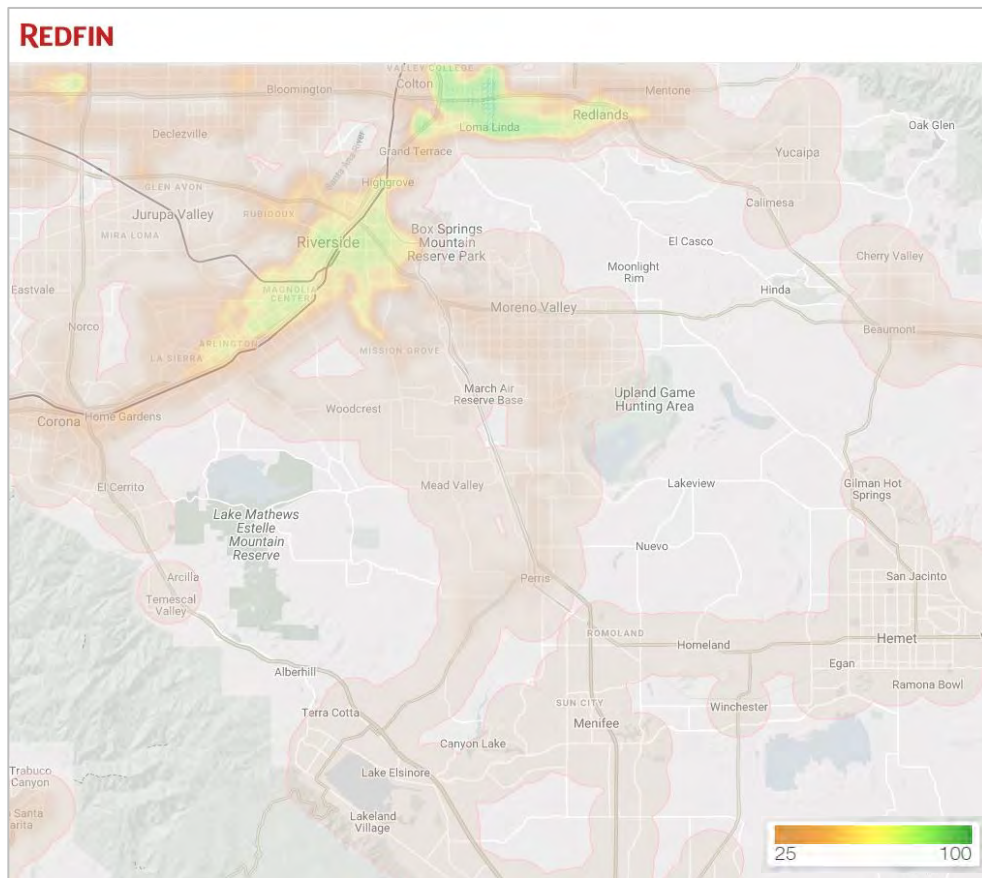 REDFIN
VALLEY COLLEGE
Colton
Bloomington
Mentone
Declezville
Loma Linda
Redlands
Oak Glen
Grand Terrace
Santa Ana River
Yucaipa
GLEN AVON
Highgrove
Calimesa
Jurupa Valley
RUBIDOUX
MIRA LOMA
Riverside
Box Springs
Mountain
Reserve Park
El Casco
Cherry Valley
Moonlight
Rim
Eastvale
MAGNOLIA
CENTER
Hinda
Moreno Valley
Norco
Beaumont
ARLINGTON
LA SIERRA
MISSION GROVE
March Air
Reserve Base
Upland Game
Hunting Area
Woodcrest
Corona
Home Gardens
El Cerrito
Mead Valley
Lakeview
Gilman Hot
Springs
Lake Mathews
Estelle
Mountain
Reserve
Nuevo
Arcilla
Perris
San Jacinto
Temescal
Valley
ROMOLAND
Homeland
Hemet
Alberhill
Egan
Ramona Bowl
Terra Cotta
SUN CITY
Winchester
Menifee
Canyon Lake
Trabuco
Canyon
Lake Elsinore
Santa
arita
Lakeland
Village
25
100